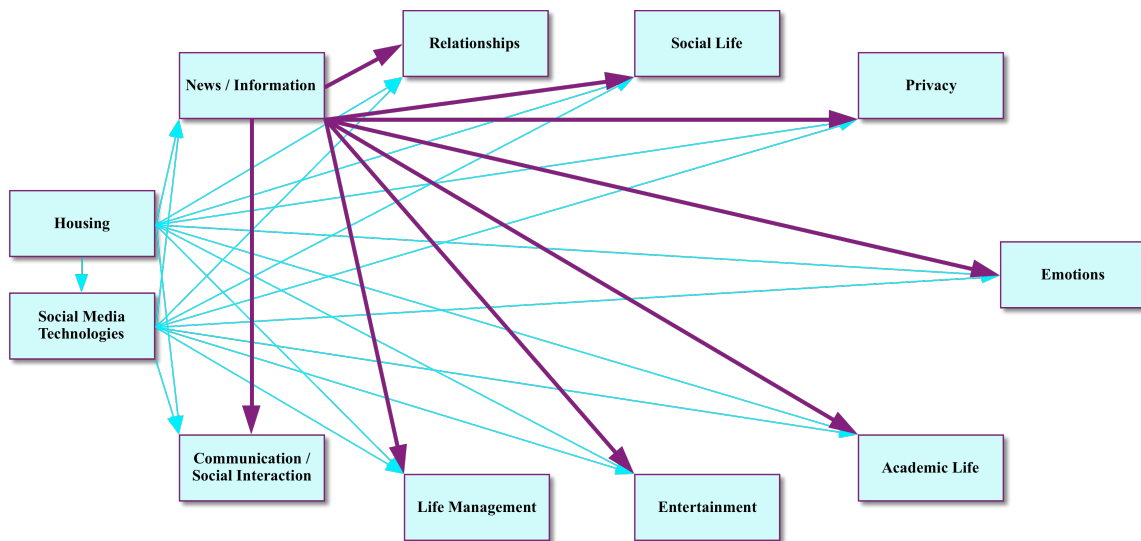 Relationships
Social Life
News / Information
Privacy
Housing
Emotions
Social Media
Technologies
Communication /
Social Interaction
Academic Life
Life Management
Entertainment